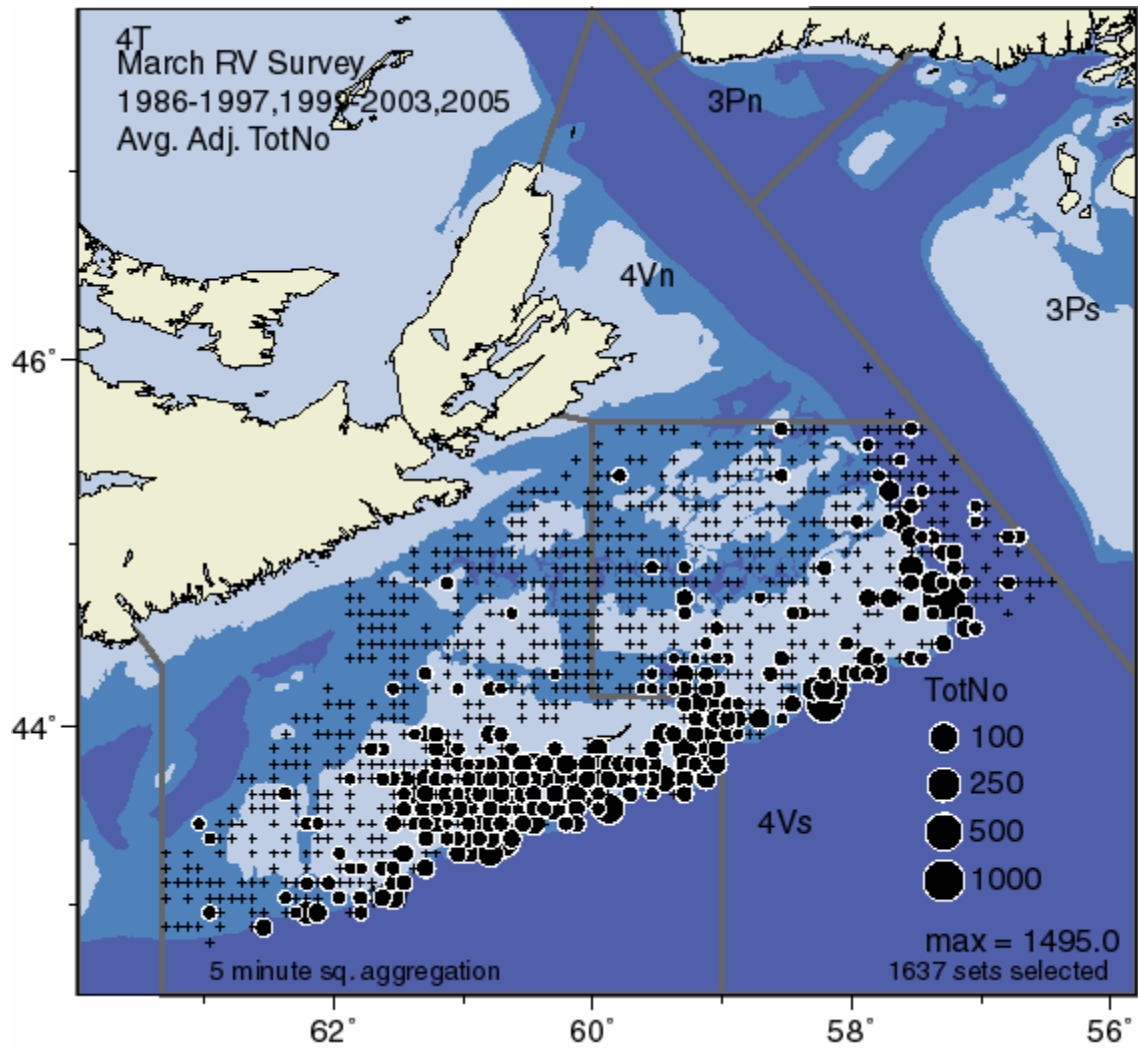 4T
March RV Survey
1986-1997,1999-2003,2005
Avg. Adj. TotNo
3Pn
4Vn
3Ps
46°
TotNo
44°
100
250
4Vs
500
1000
max = 1495.0
5 minute sq. aggregation
1637 sets selected
62°
60°
58°
56°